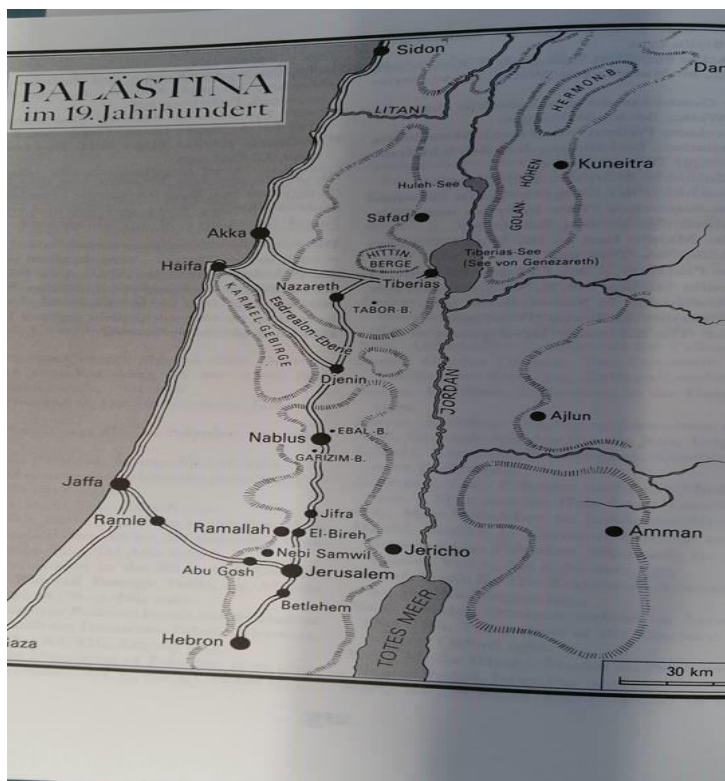 PALÄSTINA
im 19. Jahrhundert
Sidon
LITANI
HERMON-B.
Kuneitra
GOLAN-
HÖHEN
Huleh-See
Safad
Akka
HITTIN-
BERGE
Tiberias-See
(See von Genezareth)
Haifa
Tiberias
Nazareth
TABOR-B.
KARMEL-GEBIRGE
Esdrealon-Ebene
Djenin
JORDAN
Ajlun
Nablus
EBAL-B.
GARIZIM-B.
Jaffa
Jifra
Ramle
Ramallah
El-Bireh
Amman
Nebi Samwil
Jericho
Abu Gosh
Jerusalem
Betlehem
TOTES MEER
Hebron
30 km